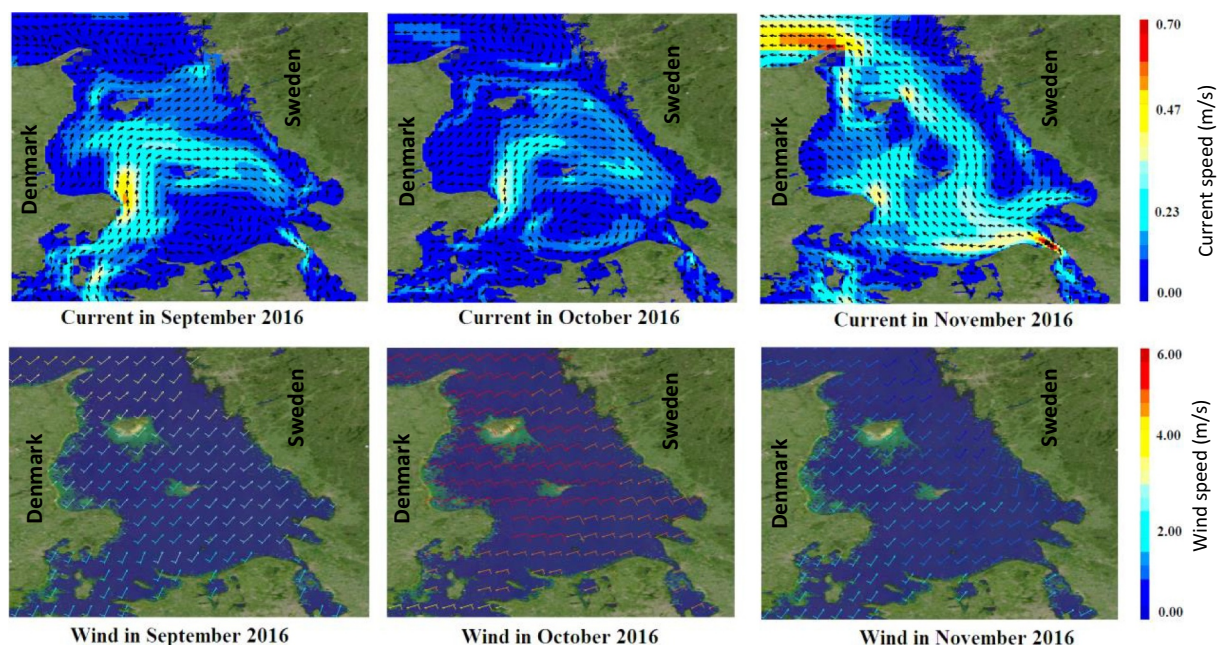 Denmark
Sweden
Denmark
Sweden
Denmark
Sweden
0.70
0.47
0.23
0.00
Current speed (m/s)
Current in September 2016
Current in October 2016
Current in November 2016
Denmark
Sweden
Denmark
Sweden
Denmark
Sweden
6.00
4.00
2.00
0.00
Wind speed (m/s)
Wind in September 2016
Wind in October 2016
Wind in November 2016